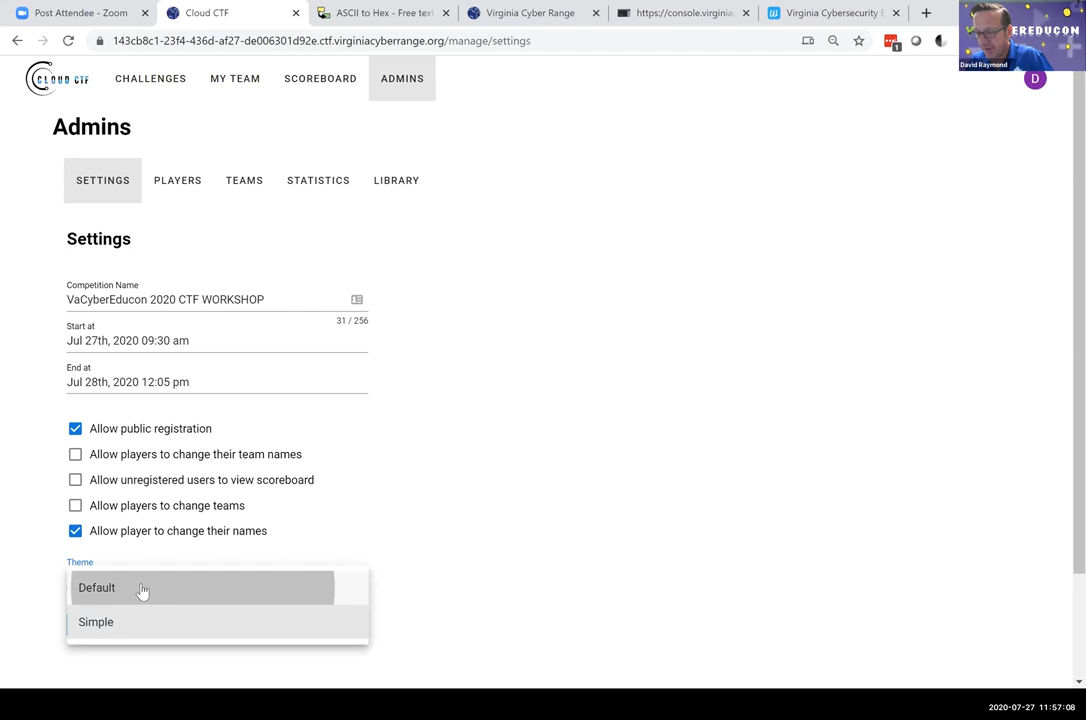 Post Attendee - Zoom
Cloud CTF
ASCII to Hex - Free text
Virginia Cyber Range
https://console.virginia
Virginia Cybersecurity E
143cb8c1-23f4-436d-af27-de006301d92e.ctf.virginiacyberrange.org/manage/settings
1
EREDUCON
David Raymond
CLOUD CTF
CHALLENGES
MY TEAM
SCOREBOARD
ADMINS
D
Admins
SETTINGS
PLAYERS
TEAMS
STATISTICS
LIBRARY
Settings
Competition Name
VaCyberEducon 2020 CTF WORKSHOP
31 / 256
Start at
Jul 27th, 2020 09:30 am
End at
Jul 28th, 2020 12:05 pm
Allow public registration
Allow players to change their team names
Allow unregistered users to view scoreboard
Allow players to change teams
Allow player to change their names
Theme
Default
Simple
2020-07-27 11:57:08